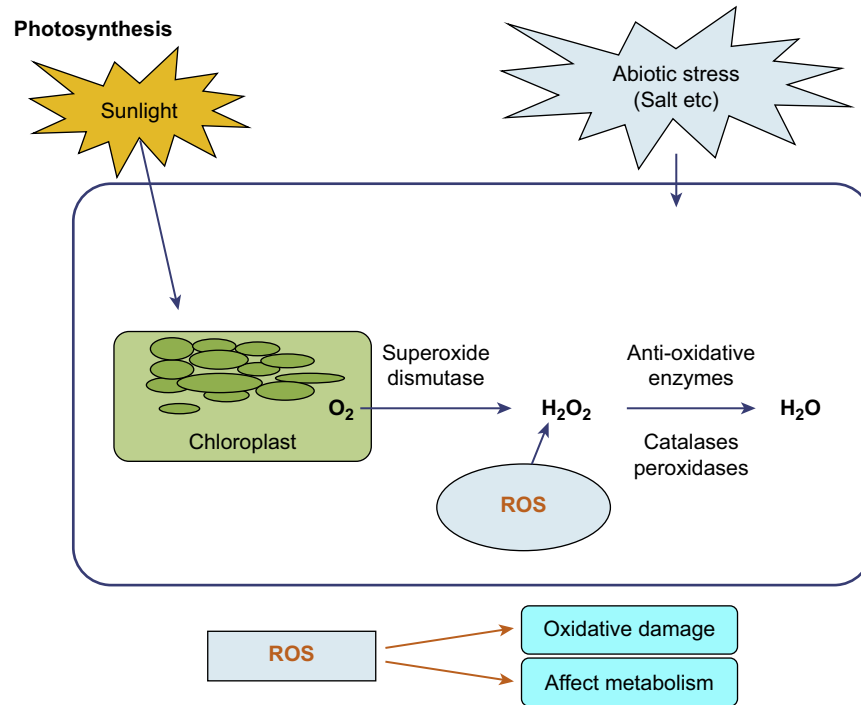 Photosynthesis
Sunlight
Abiotic stress
(Salt etc)
Superoxide
dismutase
Anti-oxidative
enzymes
O₂
H₂O₂
H₂O
Chloroplast
Catalases
peroxidases
ROS
ROS
Oxidative damage
Affect metabolism